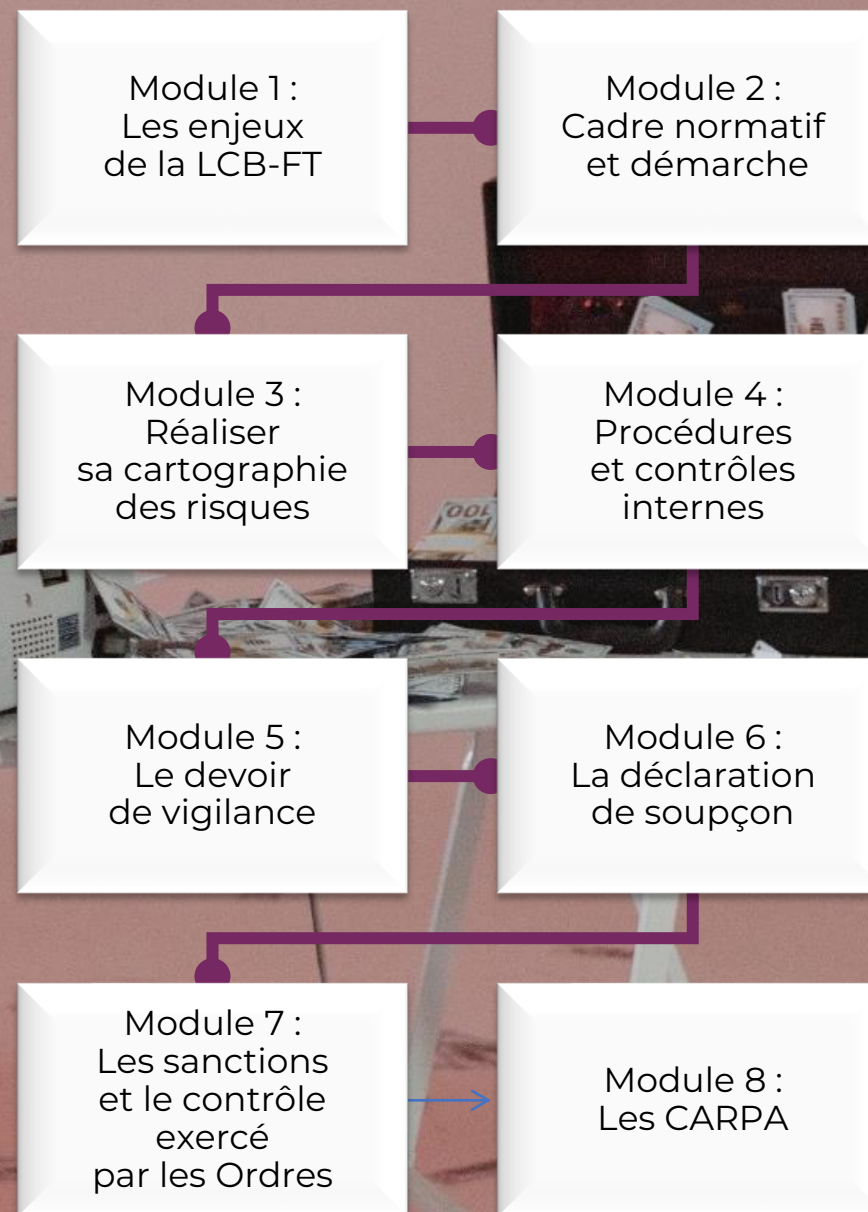 Module 1 :
Les enjeux
de la LCB-FT
Module 2 :
Cadre normatif
et démarche
Module 3 :
Réaliser
sa cartographie
des risques
Module 4 :
Procédures
et contrôles
internes
100
Module 5 :
Le devoir
de vigilance
Module 6 :
La déclaration
de soupçon
Module 7 :
Les sanctions
et le contrôle
exercé
par les Ordres
Module 8 :
Les CARPA